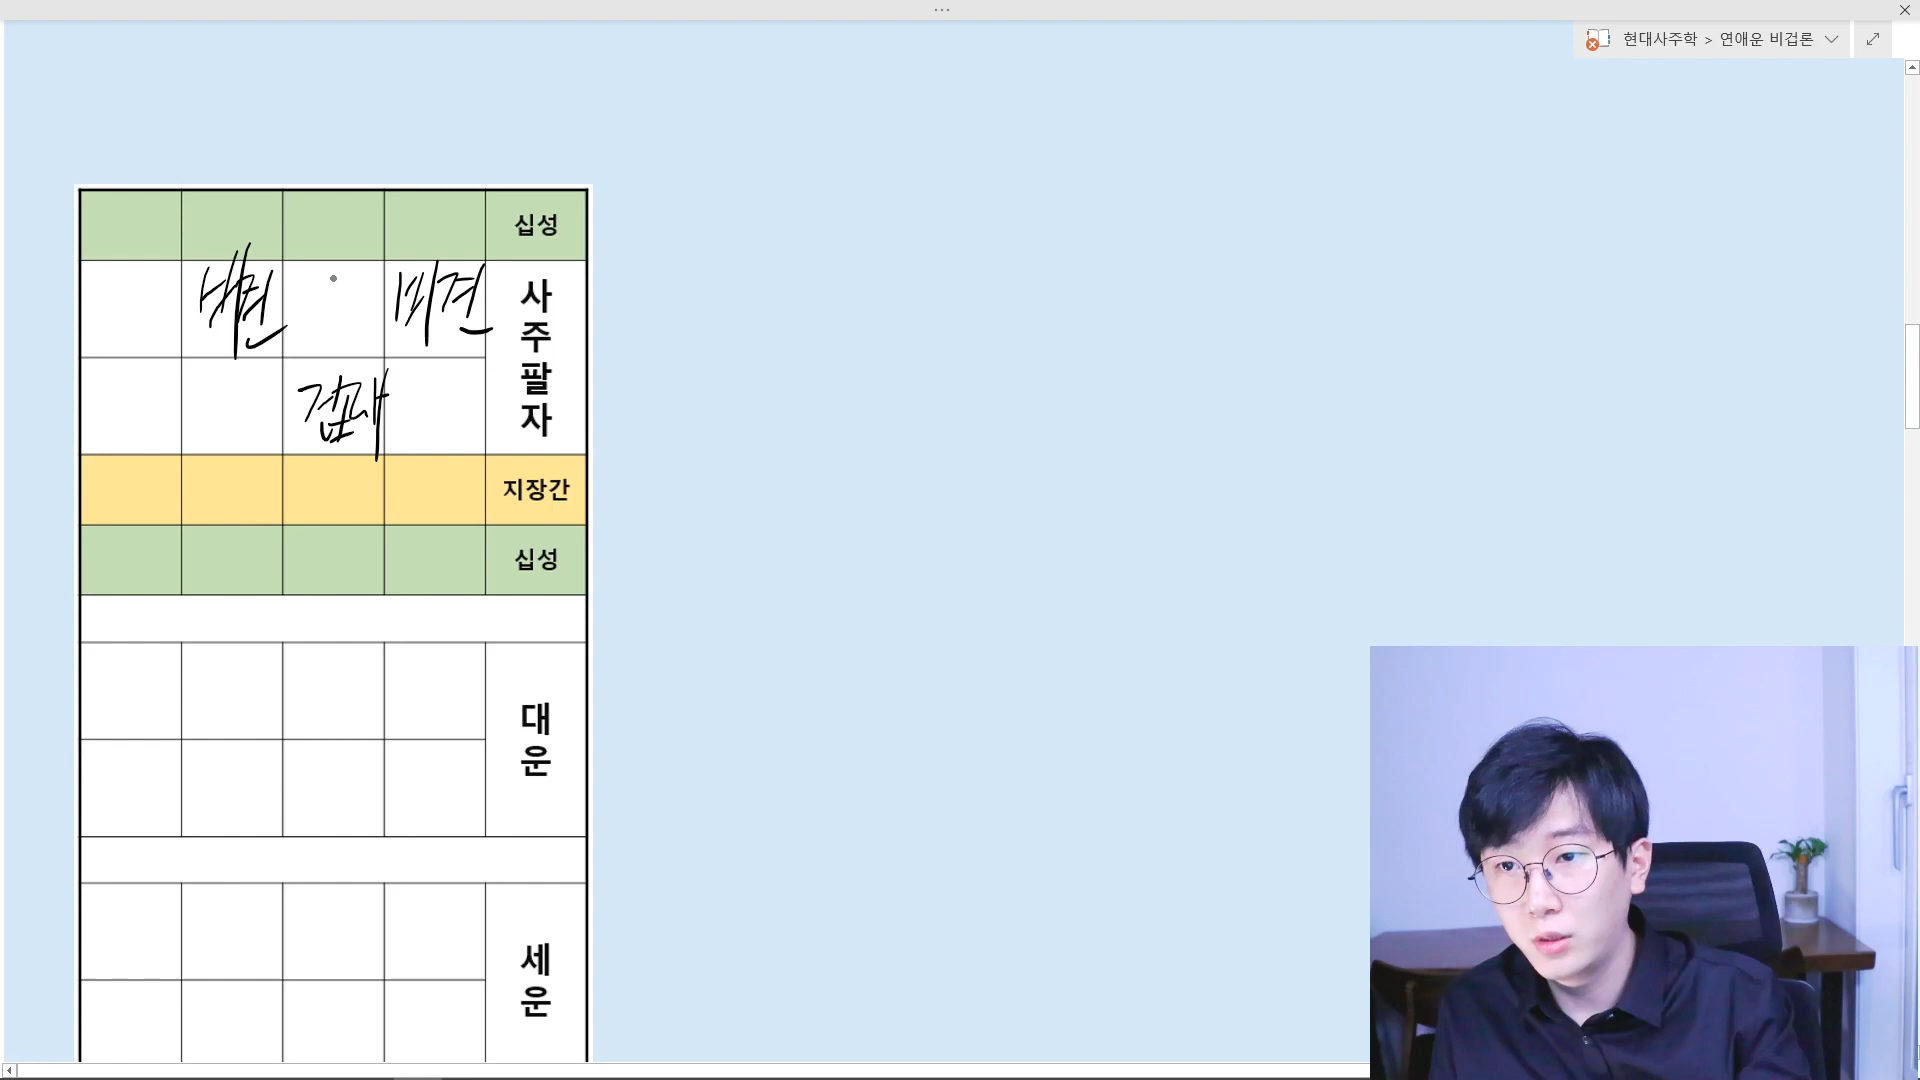 현대사주학 > 연애운 비겁론
십성
비견 비견
사주팔자
겁재
지장간
십성
대운
세운